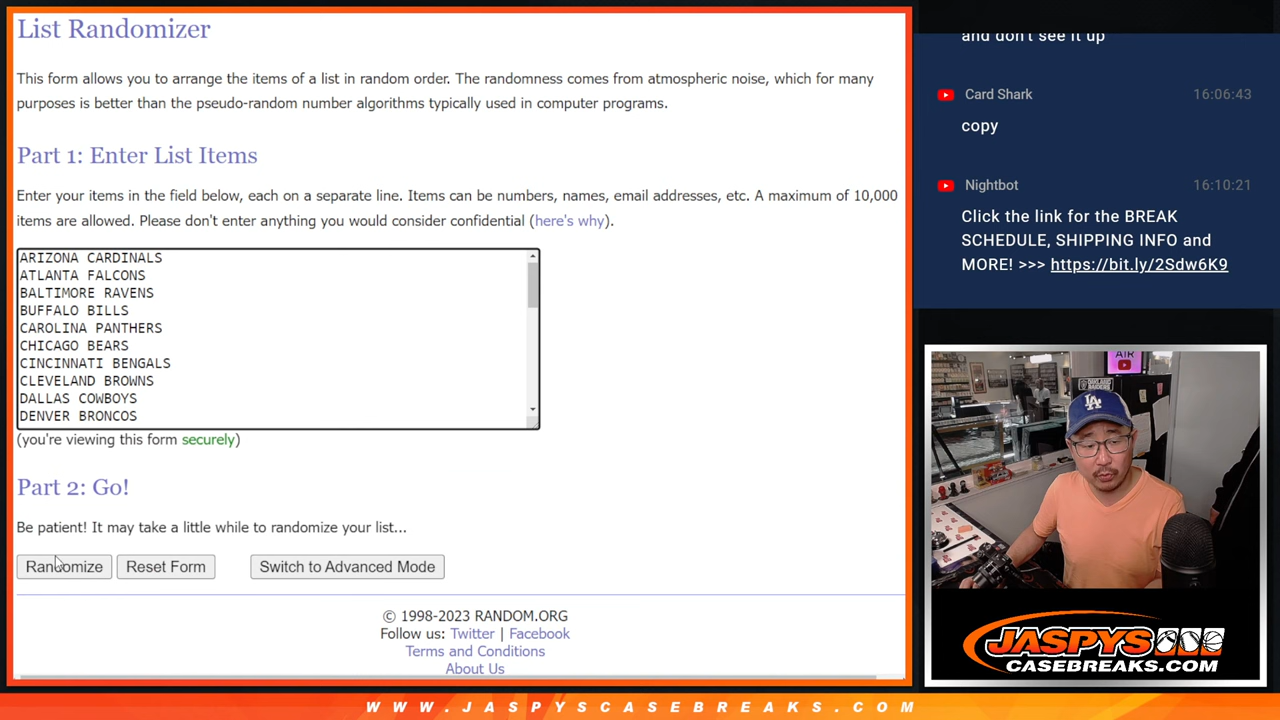 List Randomizer
This form allows you to arrange the items of a list in random order. The randomness comes from atmospheric noise, which for many
purposes is better than the pseudo-random number algorithms typically used in computer programs.
Part 1: Enter List Items
Enter your items in the field below, each on a separate line. Items can be numbers, names, email addresses, etc. A maximum of 10,000
items are allowed. Please don't enter anything you would consider confidential (here's why).
ARIZONA CARDINALS
ATLANTA FALCONS
BALTIMORE RAVENS
BUFFALO BILLS
CAROLINA PANTHERS
CHICAGO BEARS
CINCINNATI BENGALS
CLEVELAND BROWNS
DALLAS COWBOYS
DENVER BRONCOS
(you're viewing this form securely)
Part 2: Go!
Be patient! It may take a little while to randomize your list...
Randomize Reset Form Switch to Advanced Mode
© 1998-2023 RANDOM.ORG
Follow us: Twitter | Facebook
Terms and Conditions
About Us
and don't see it up
Card Shark 16:06:43
copy
Nightbot 16:10:21
Click the link for the BREAK
SCHEDULE, SHIPPING INFO and
MORE! >>> https://bit.ly/2Sdw6K9
AIR
LA
JASPYS
CASEBREAKS.COM
WWW.JASPYSCASEBREAKS.COM